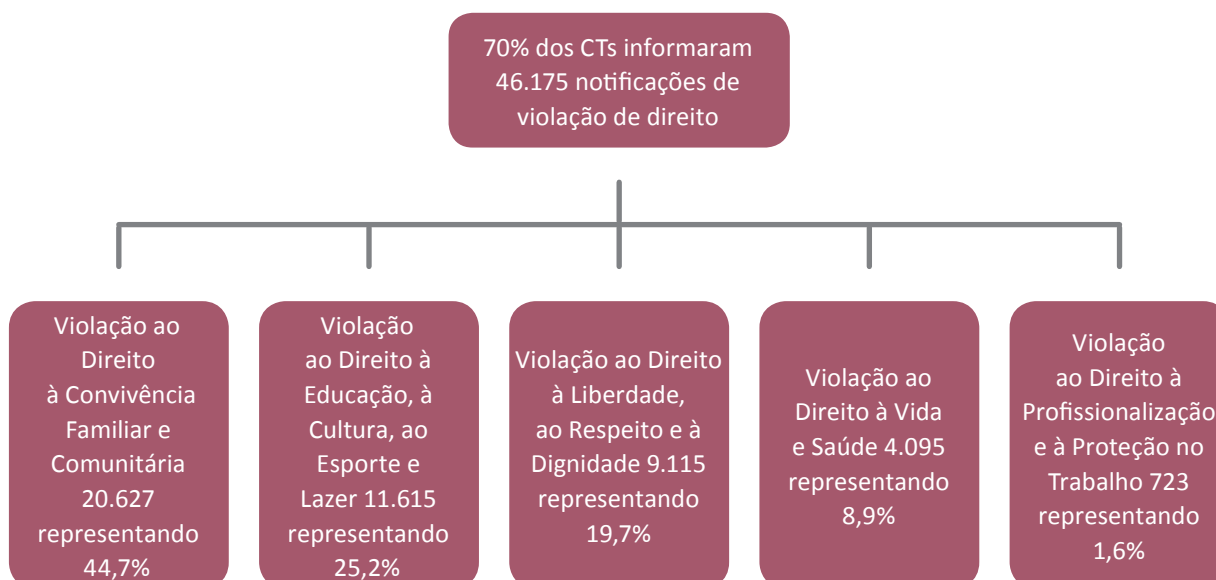 70% dos CTs informaram
46.175 notificações de
violação de direito
Violação ao
Direito
à Convivência
Familiar e
Comunitária
20.627
representando
44,7%
Violação
ao Direito à
Educação, à
Cultura, ao
Esporte e
Lazer 11.615
representando
25,2%
Violação ao Direito
à Liberdade,
ao Respeito e à
Dignidade 9.115
representando
19,7%
Violação ao
Direito à Vida
e Saúde 4.095
representando
8,9%
Violação
ao Direito à
Profissionalização
e à Proteção no
Trabalho 723
representando
1,6%